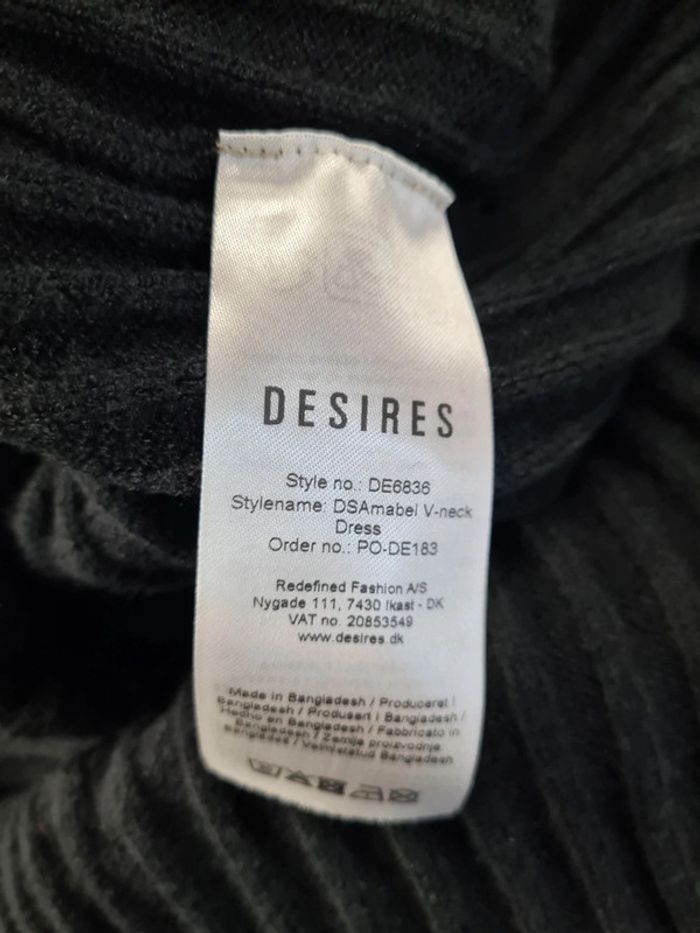 DESIRES
Style no.: DE6836
Stylename: DSAmabel V-neck
Dress
Order no.: PO-DE183
Redefined Fashion A/S
Nygade 111, 7430 Ikast - DK
VAT no. 20853549
www.desires.dk
Made in Bangladesh / Produceret i
Bangladesh / Produsert i Bangladesh /
Hecho en Bangladesh / Fabbricato in
Bangladesh / Zemlja proizvodnje:
Banglades / Valmistatud Bangladesh